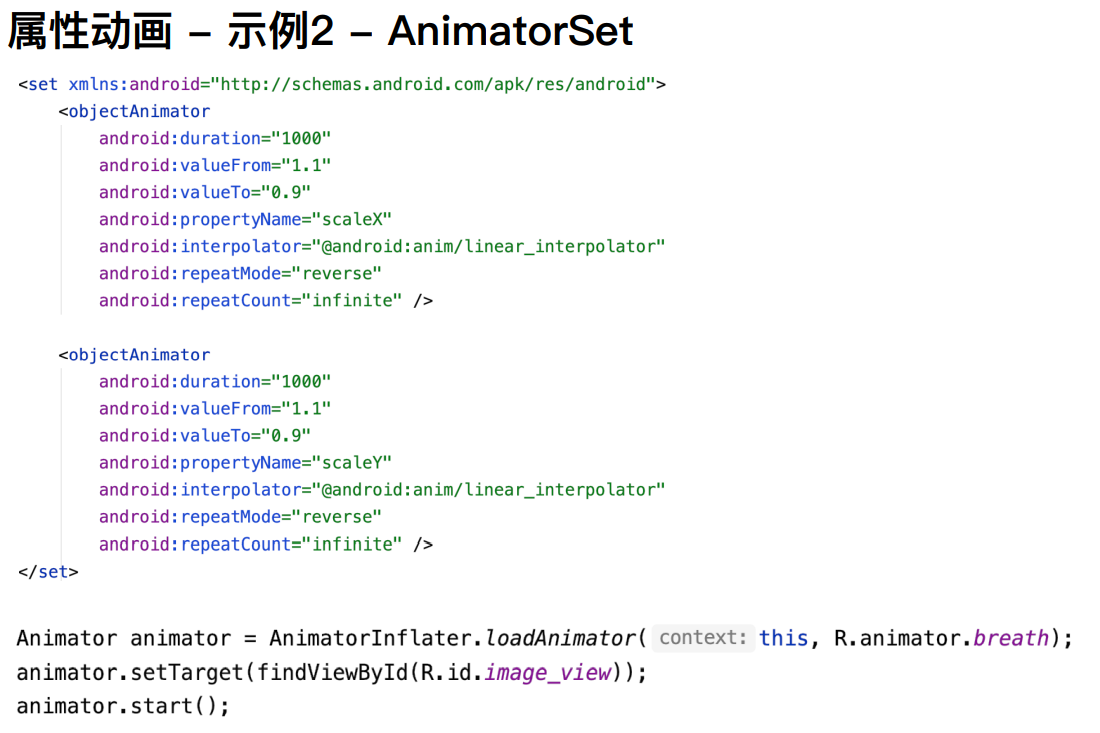 属性动画 – 示例2 – AnimatorSet
<set xmlns:android="http://schemas.android.com/apk/res/android">
<objectAnimator
android:duration="1000"
android:valueFrom="1.1"
android:valueTo="0.9"
android:propertyName="scaleX"
android:interpolator="@android:anim/linear_interpolator"
android:repeatMode="reverse"
android:repeatCount="infinite" />
<objectAnimator
android:duration="1000"
android:valueFrom="1.1"
android:valueTo="0.9"
android:propertyName="scaleY"
android:interpolator="@android:anim/linear_interpolator"
android:repeatMode="reverse"
android:repeatCount="infinite" />
</set>
Animator animator = AnimatorInflater.loadAnimator( context: this, R.animator.breath);
animator.setTarget(findViewById(R.id.image_view));
animator.start();